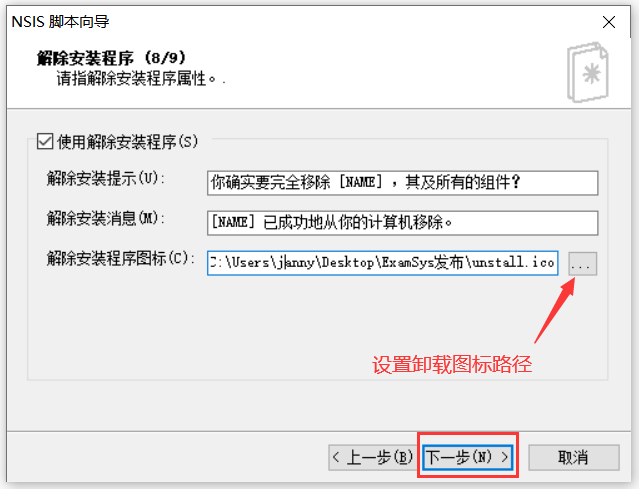 NSIS 脚本向导
解除安装程序 (8/9)
请指解除安装程序属性。.
使用解除安装程序(S)
解除安装提示(U):
你确实要完全移除 [NAME] ，其及所有的组件？
解除安装消息(M):
[NAME] 已成功地从你的计算机移除。
解除安装程序图标(C):
C:\Users\janny\Desktop\ExamSys发布\unstall.ico
...
设置卸载图标路径
< 上一步(B)
下一步(N) >
取消